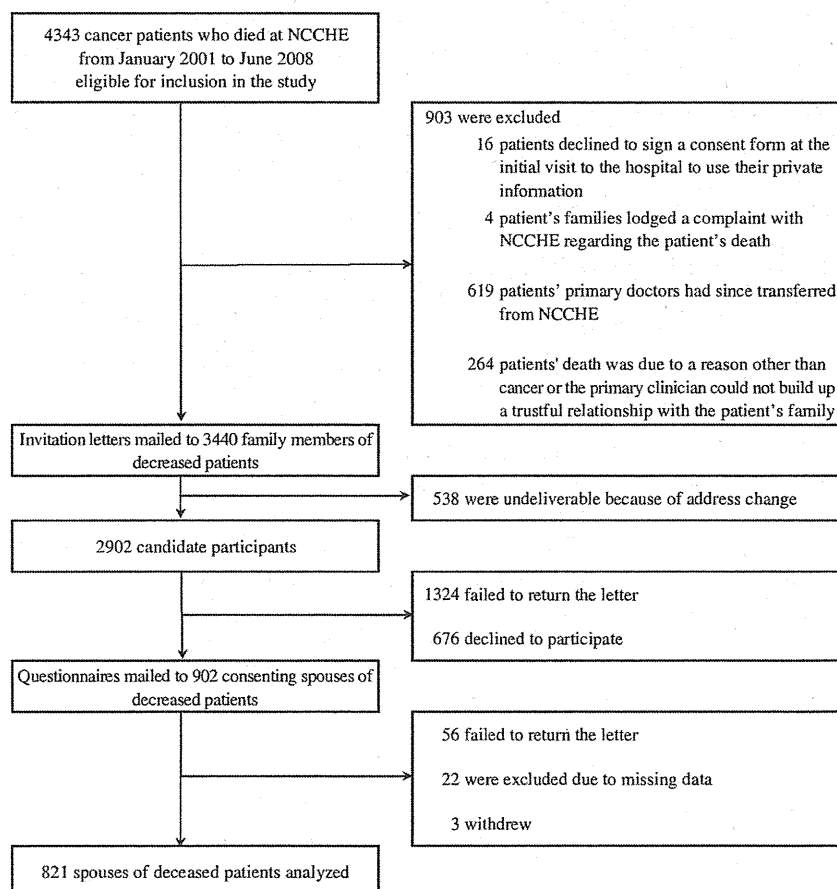 4343 cancer patients who died at NCCHE
from January 2001 to June 2008
eligible for inclusion in the study
903 were excluded
16 patients declined to sign a consent form at the
initial visit to the hospital to use their private
information
4 patient's families lodged a complaint with
NCCHE regarding the patient's death
619 patients' primary doctors had since transferred
from NCCHE
264 patients' death was due to a reason other than
cancer or the primary clinician could not build up
a trustful relationship with the patient's family
Invitation letters mailed to 3440 family members of
decreased patients
538 were undeliverable because of address change
2902 candidate participants
1324 failed to return the letter
676 declined to participate
Questionnaires mailed to 902 consenting spouses of
decreased patients
56 failed to return the letter
22 were excluded due to missing data
3 withdrew
821 spouses of deceased patients analyzed